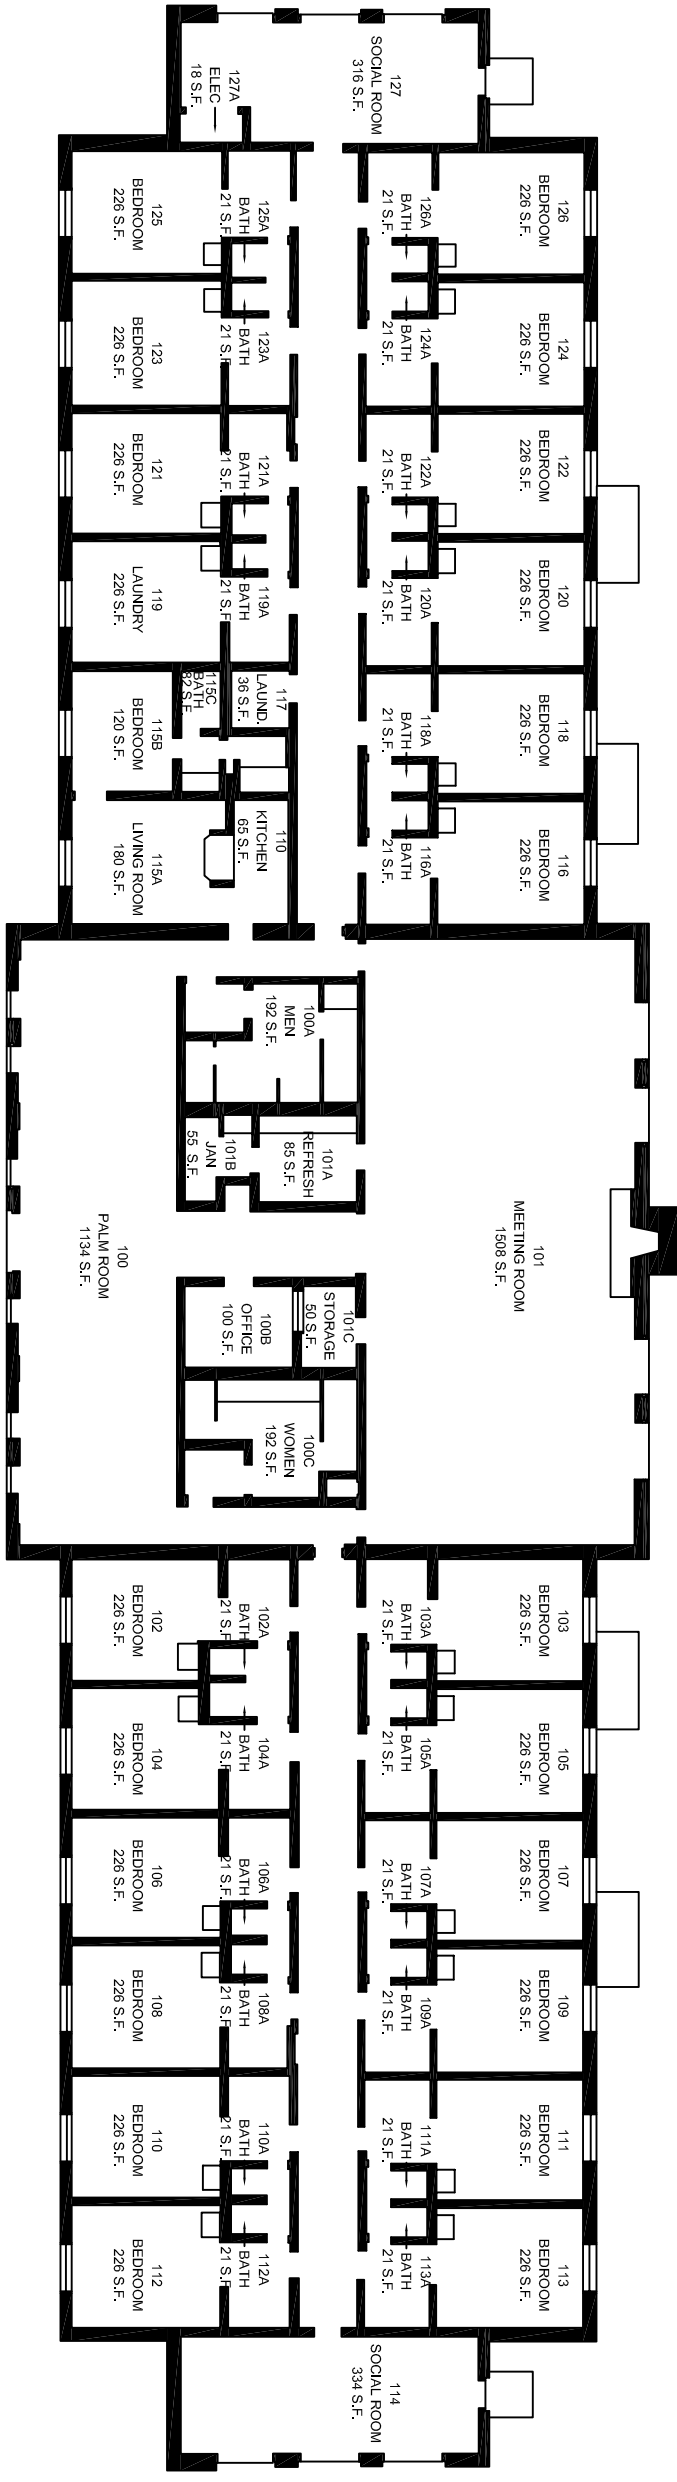 127
SOCIAL ROOM
316 S.F.
127A
ELEC
18 S.F.
126
BEDROOM
226 S.F.
126A
BATH
21 S.F.
125A
BATH
21 S.F.
125
BEDROOM
226 S.F.
124
BEDROOM
226 S.F.
124A
BATH
21 S.F.
123A
BATH
21 S.F.
123
BEDROOM
226 S.F.
122
BEDROOM
226 S.F.
122A
BATH
21 S.F.
121A
BATH
21 S.F.
121
BEDROOM
226 S.F.
120
BEDROOM
226 S.F.
120A
BATH
21 S.F.
119A
BATH
21 S.F.
119
LAUNDRY
226 S.F.
118
BEDROOM
226 S.F.
118A
BATH
21 S.F.
117
LAUND.
36 S.F.
115C
BATH
82 S.F.
115B
BEDROOM
120 S.F.
116
BEDROOM
226 S.F.
116A
BATH
21 S.F.
110
KITCHEN
65 S.F.
115A
LIVING ROOM
180 S.F.
100A
MEN
192 S.F.
101A
REFRESH
85 S.F.
101B
JAN
55 S.F.
101
MEETING ROOM
1508 S.F.
100
PALM ROOM
1134 S.F.
101C
STORAGE
50 S.F.
100B
OFFICE
100 S.F.
100C
WOMEN
192 S.F.
103
BEDROOM
226 S.F.
103A
BATH
21 S.F.
102A
BATH
21 S.F.
102
BEDROOM
226 S.F.
105
BEDROOM
226 S.F.
105A
BATH
21 S.F.
104A
BATH
21 S.F.
104
BEDROOM
226 S.F.
107
BEDROOM
226 S.F.
107A
BATH
21 S.F.
106A
BATH
21 S.F.
106
BEDROOM
226 S.F.
109
BEDROOM
226 S.F.
109A
BATH
21 S.F.
108A
BATH
21 S.F.
108
BEDROOM
226 S.F.
111
BEDROOM
226 S.F.
111A
BATH
21 S.F.
110A
BATH
21 S.F.
110
BEDROOM
226 S.F.
113
BEDROOM
226 S.F.
113A
BATH
21 S.F.
112A
BATH
21 S.F.
112
BEDROOM
226 S.F.
114
SOCIAL ROOM
334 S.F.